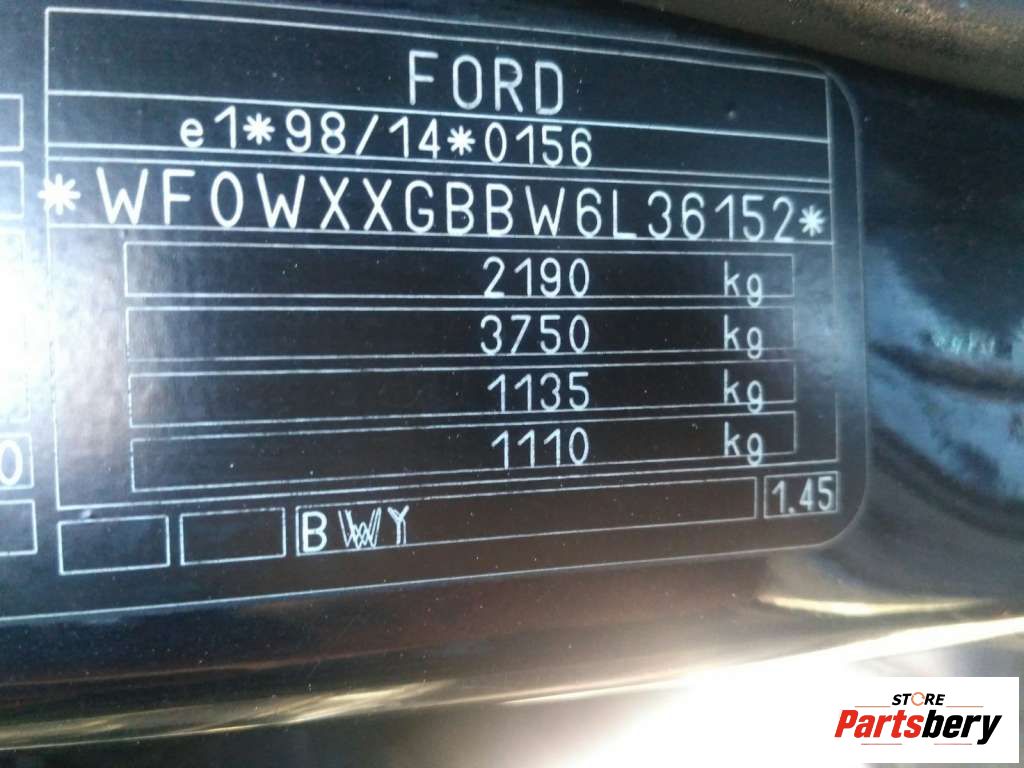 FORD
e1*98/14*0156
*WF0WXXGBBW6L36152*
2190 kg
3750 kg
1135 kg
1110 kg
0
BWY
1.45
STORE
Partsbery